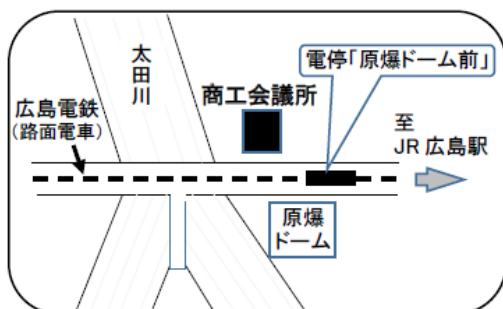 太田川
電停「原爆ドーム前」
商工会議所
広島電鉄
(路面電車)
至
JR 広島駅
原爆
ドーム